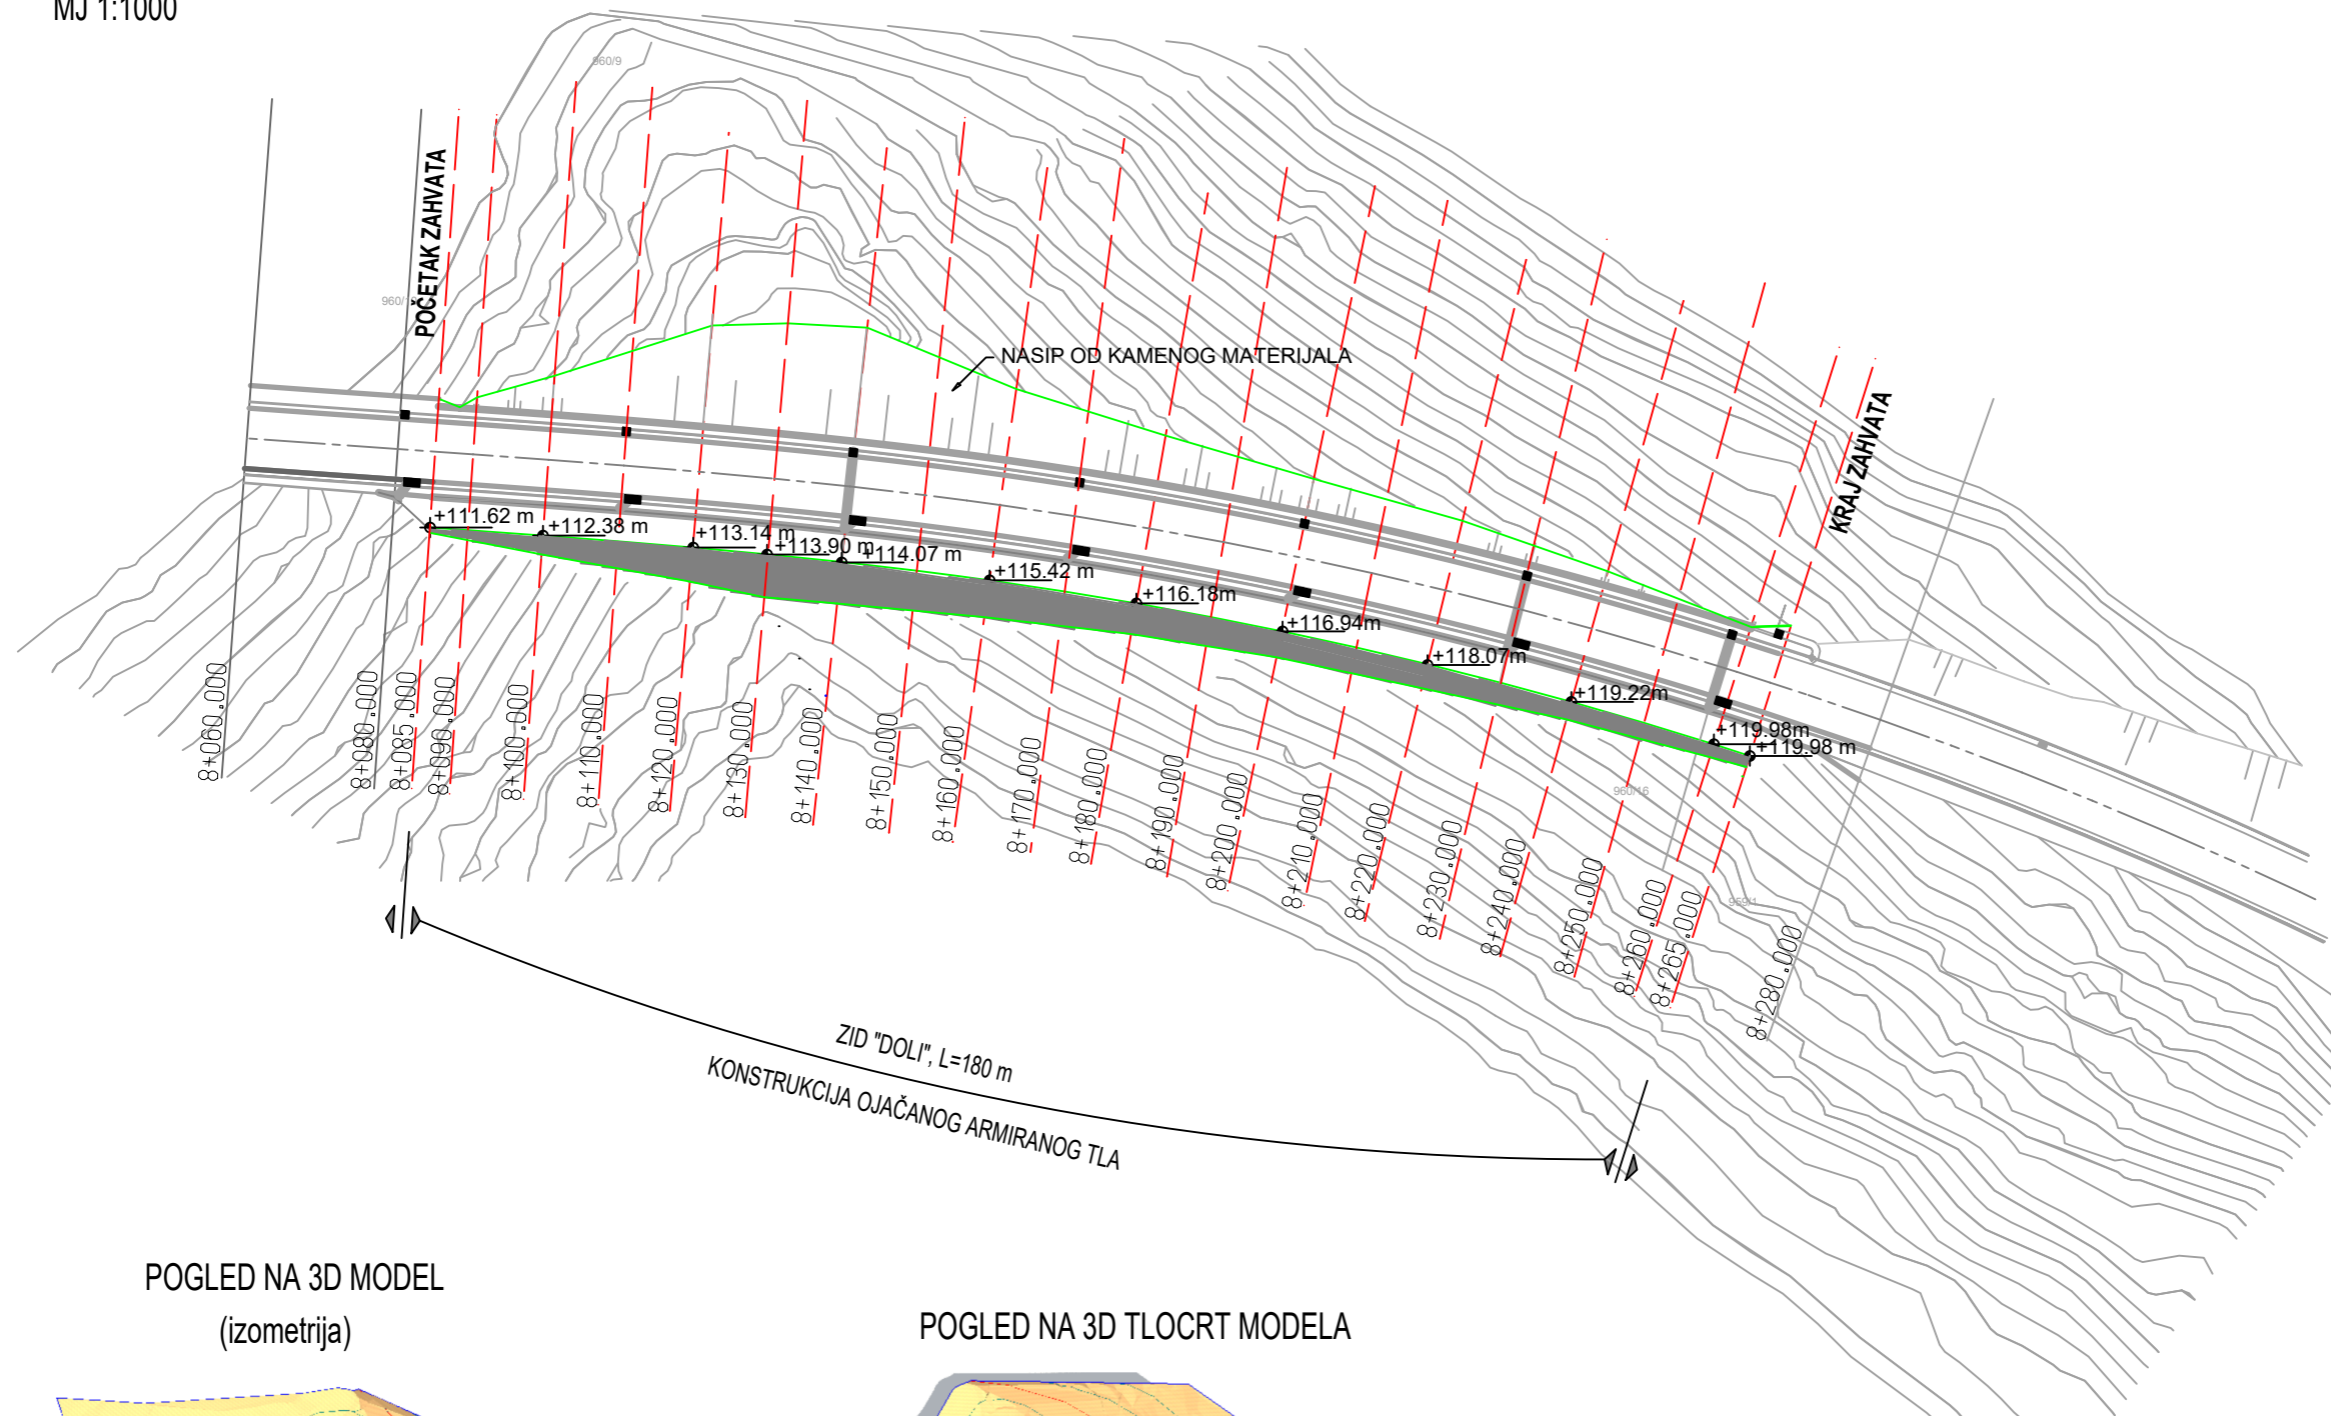 MJ 1:1000
960/9
POČETAK ZAHVATA
NASIP OD KAMENOG MATERIJALA
KRAJ ZAHVATA
+111.62 m
+112.38 m
+113.14 m
+113.90 m
+114.07 m
+115.42 m
+116.18m
+116.94m
+118.07m
+119.22m
+119.98m
+119.98 m
960/16
959/1
8+060.000
8+080.000
8+085.000
8+090.000
8+100.000
8+110.000
8+120.000
8+130.000
8+140.000
8+150.000
8+160.000
8+170.000
8+180.000
8+190.000
8+200.000
8+210.000
8+220.000
8+230.000
8+240.000
8+250.000
8+260.000
8+265.000
8+280.000
ZID "DOLI", L=180 m
KONSTRUKCIJA OJAČANOG ARMIRANOG TLA
POGLED NA 3D MODEL
(izometrija)
POGLED NA 3D TLOCRT MODELA